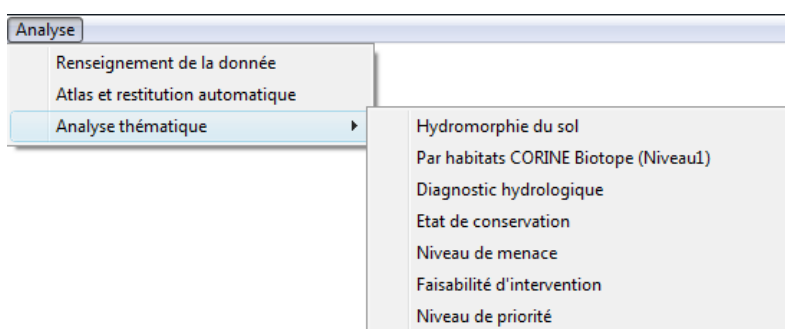 Analyse
Renseignement de la donnée
Atlas et restitution automatique
Analyse thématique
Hydromorphie du sol
Par habitats CORINE Biotope (Niveau1)
Diagnostic hydrologique
Etat de conservation
Niveau de menace
Faisabilité d'intervention
Niveau de priorité